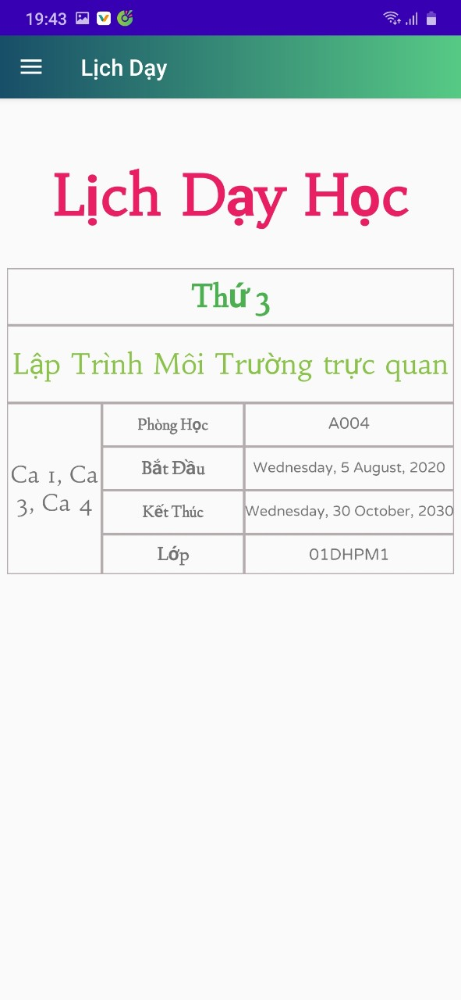 19:43
Lịch Dạy
Lịch Dạy Học
Thứ 3
Lập Trình Môi Trường trực quan
Ca 1, Ca
3, Ca 4
Phòng Học
A004
Bắt Đầu
Wednesday, 5 August, 2020
Kết Thúc
Wednesday, 30 October, 2030
Lớp
01DHPM1